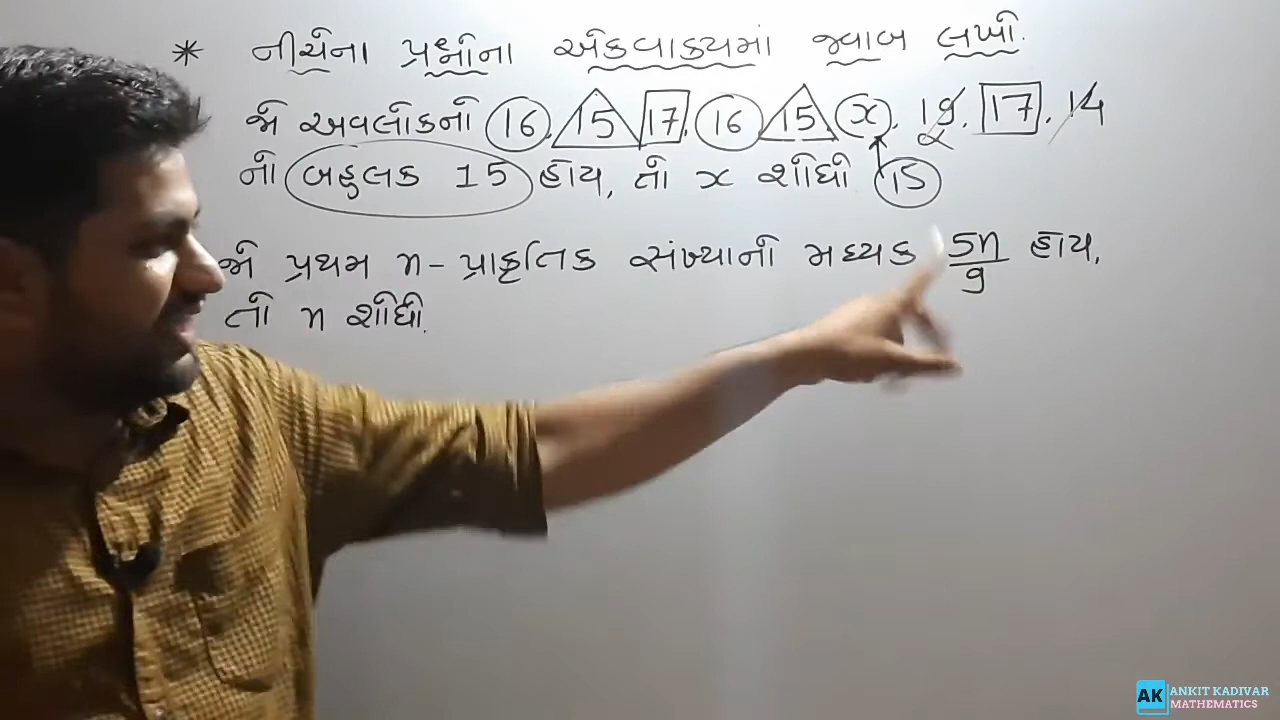 * નીચેના પ્રશ્નોના એકવાક્યમાં જવાબ લખો.
જો અવલોકનો 16, 15, 17, 16, 15, x, 19, 17, 14
નો બહુલક 15 હોય, તો x શોધો 15
જો પ્રથમ n - પ્રાકૃતિક સંખ્યાનો મધ્યક 5n/9 હોય,
તો n શોધો.
AK ANKIT KADIVAR
MATHEMATICS